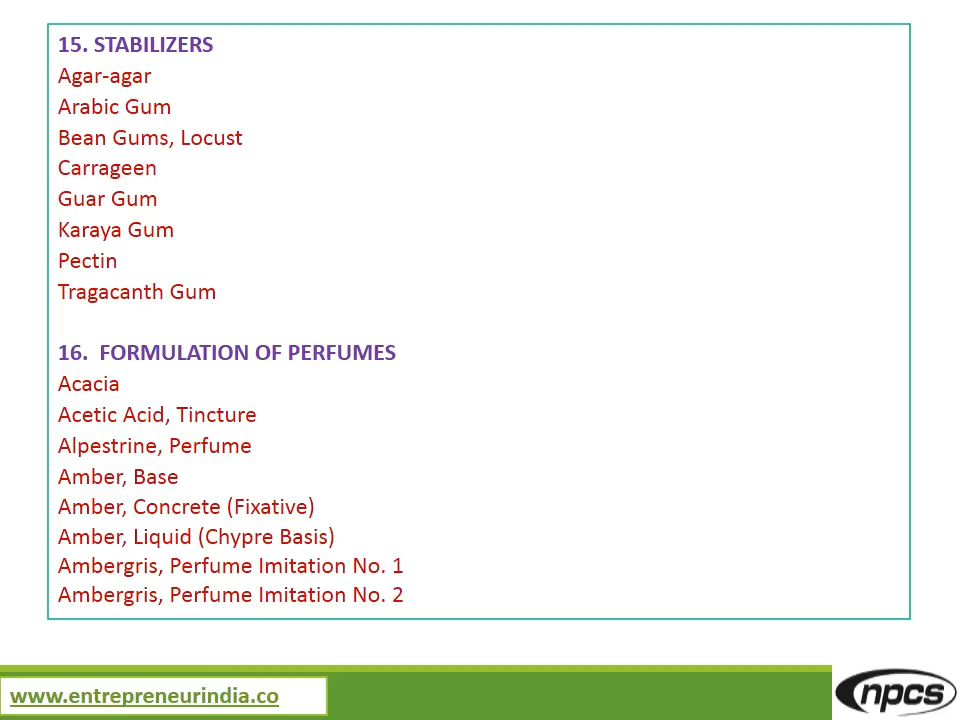 15. STABILIZERS
Agar-agar
Arabic Gum
Bean Gums, Locust
Carrageen
Guar Gum
Karaya Gum
Pectin
Tragacanth Gum
16. FORMULATION OF PERFUMES
Acacia
Acetic Acid, Tincture
Alpestrine, Perfume
Amber, Base
Amber, Concrete (Fixative)
Amber, Liquid (Chypre Basis)
Ambergris, Perfume Imitation No. 1
Ambergris, Perfume Imitation No. 2
www.entrepreneurindia.co
npcs